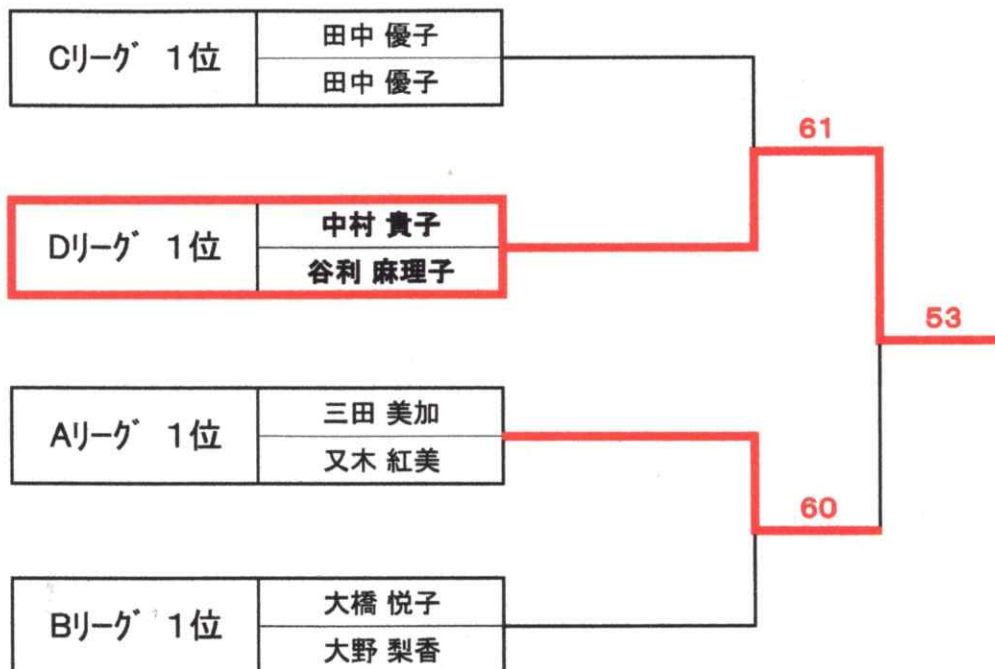 Cリーグ 1位
田中 優子
田中 優子
61
Dリーグ 1位
中村 貴子
谷利 麻理子
53
Aリーグ 1位
三田 美加
又木 紅美
60
Bリーグ 1位
大橋 悦子
大野 梨香